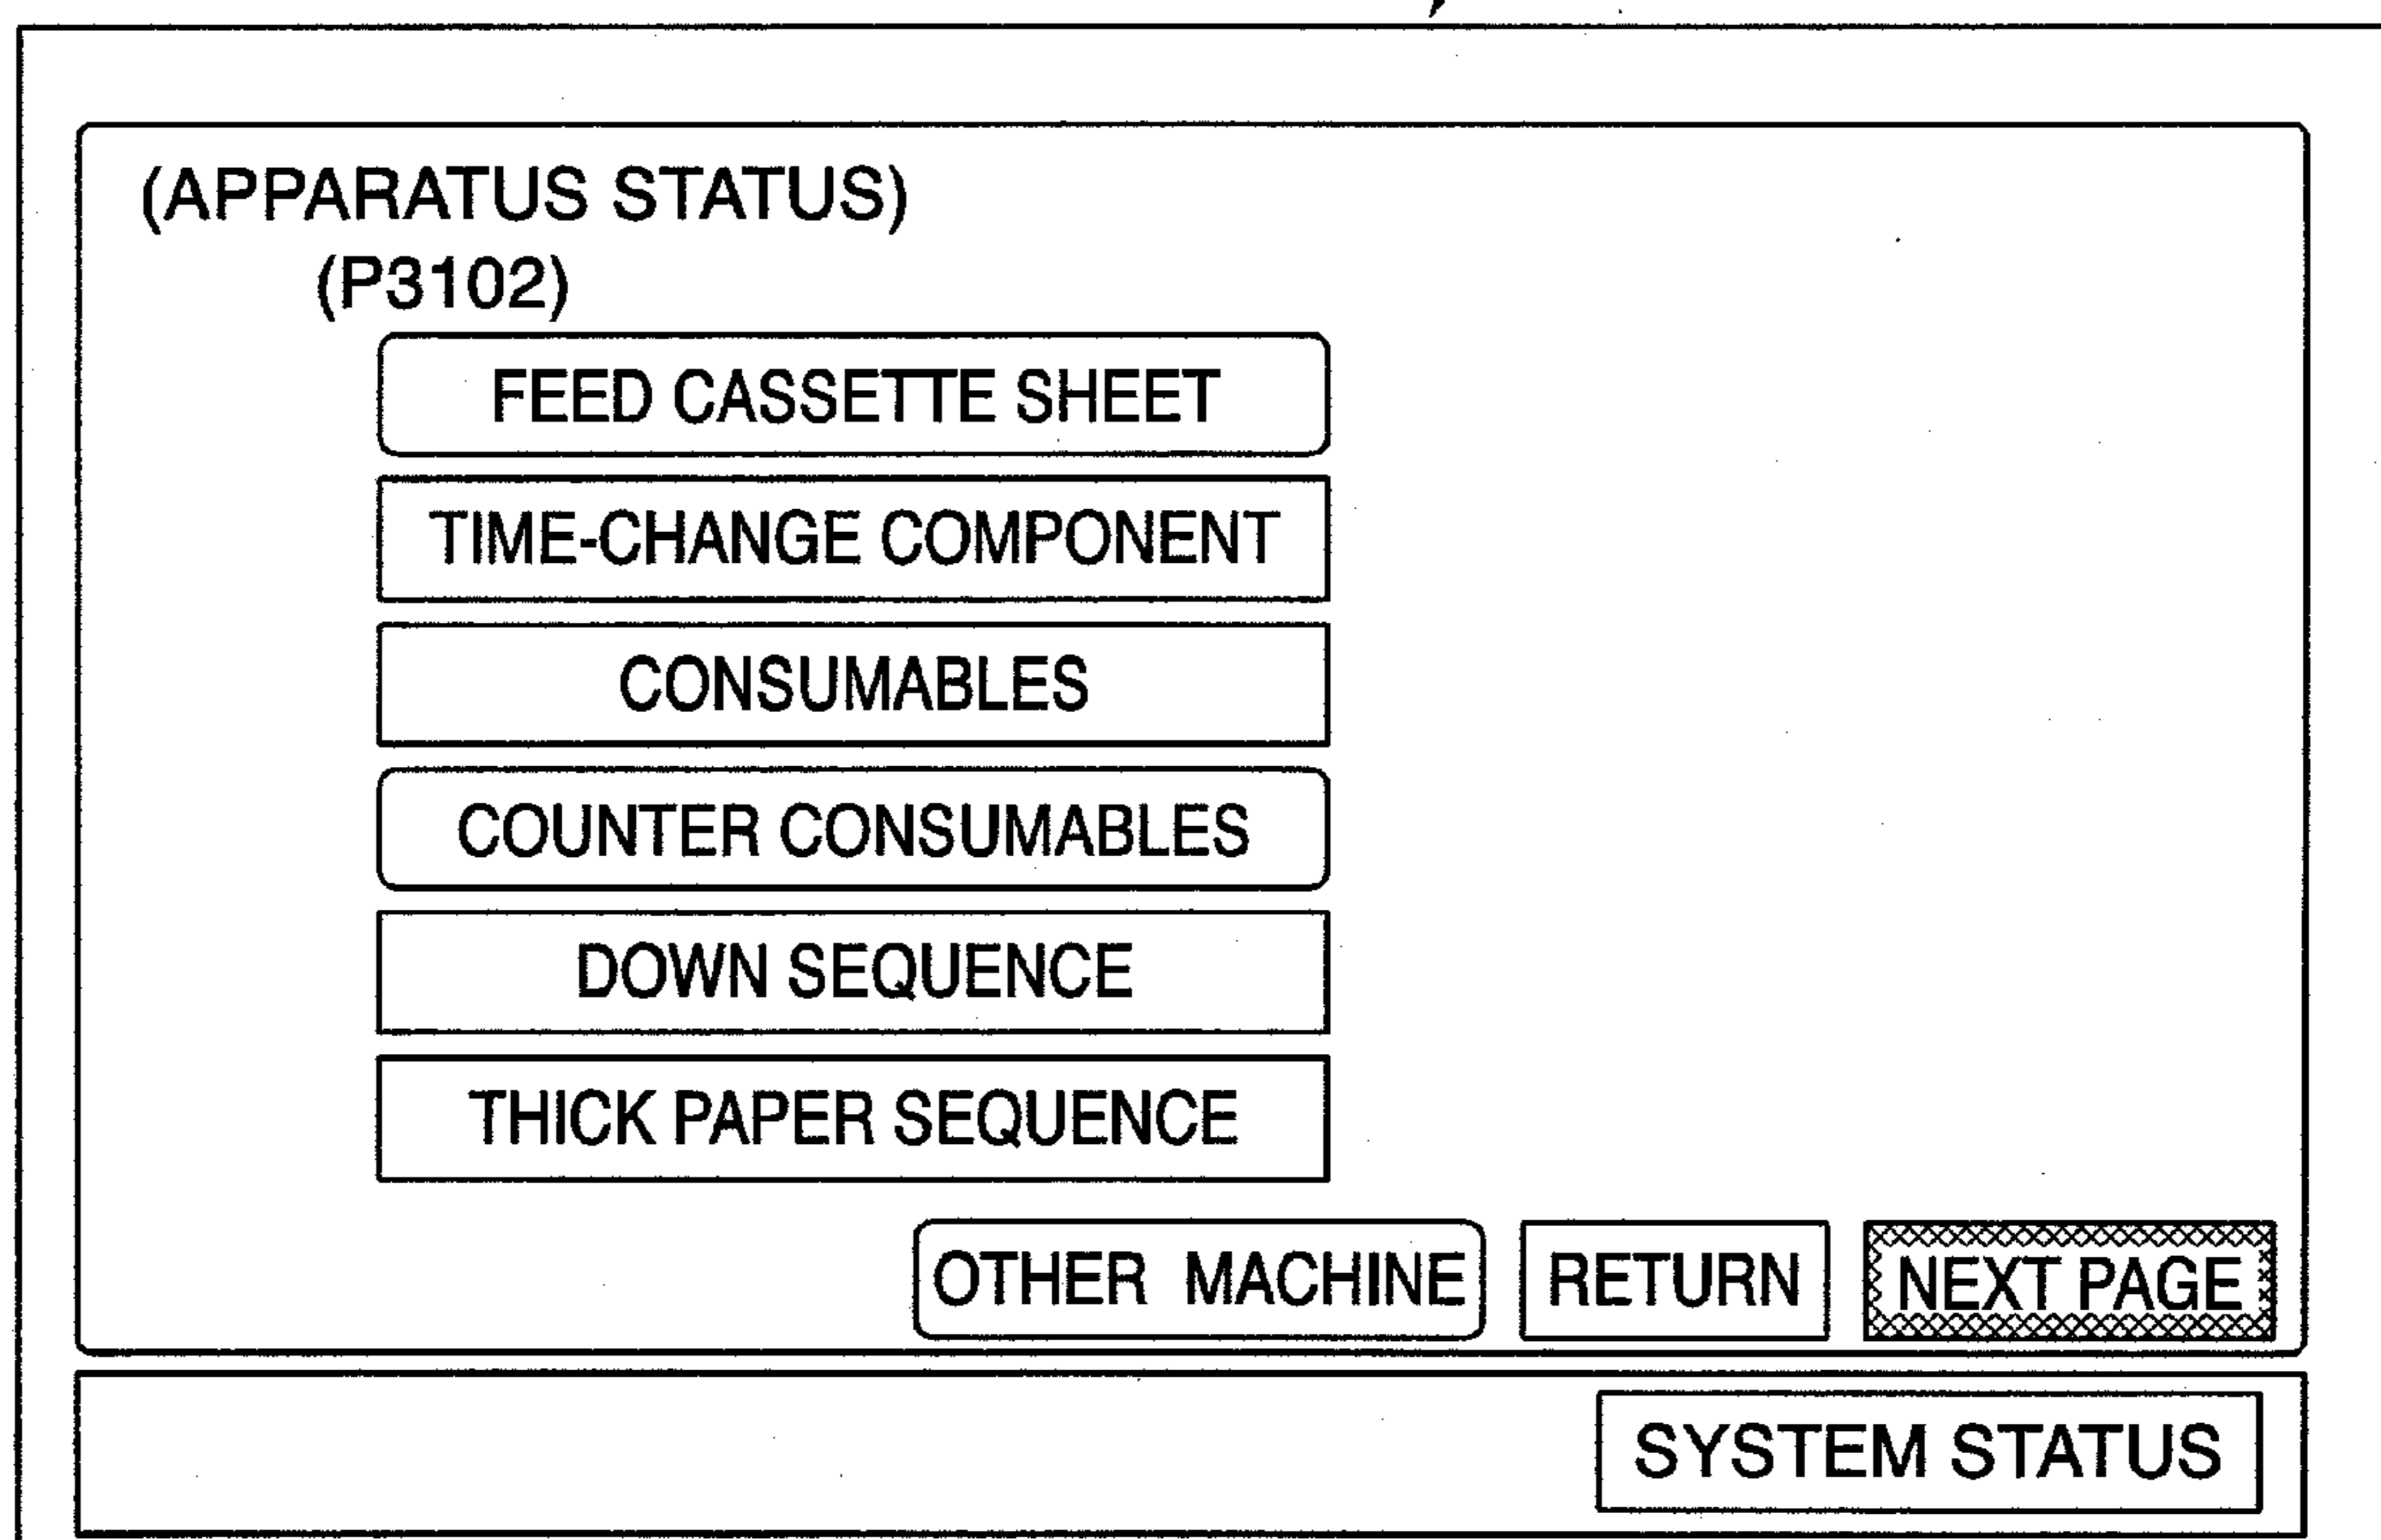 (APPARATUS STATUS)
(P3102)
FEED CASSETTE SHEET
TIME-CHANGE COMPONENT
CONSUMABLES
COUNTER CONSUMABLES
DOWN SEQUENCE
THICK PAPER SEQUENCE
OTHER MACHINE RETURN NEXT PAGE
SYSTEM STATUS